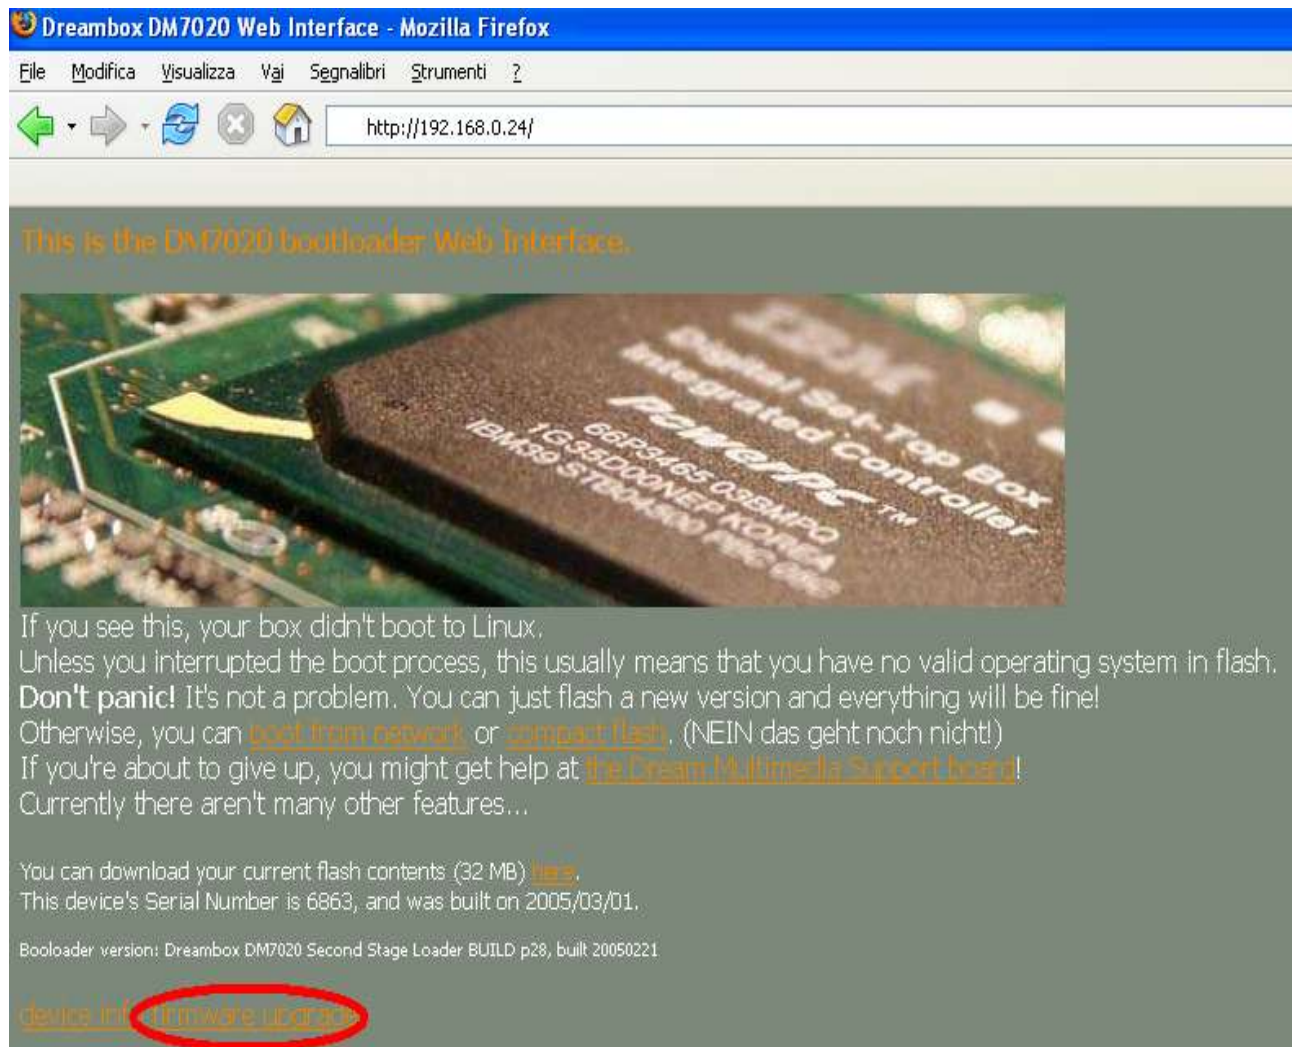 Dreambox DM7020 Web Interface - Mozilla Firefox
File Modifica Visualizza Vai Segnalibri Strumenti ?
http://192.168.0.24/
This is the DM7020 bootloader Web Interface.
IBM
Digital Set-Top Box
Integrated Controller
PowerPC TM
66P3465 03BMPQ
1G35D00NEP KOREA
IBM39 STB04500
If you see this, your box didn't boot to Linux.
Unless you interrupted the boot process, this usually means that you have no valid operating system in flash.
Don't panic! It's not a problem. You can just flash a new version and everything will be fine!
Otherwise, you can boot from network or compact flash. (NEIN das geht noch nicht!)
If you're about to give up, you might get help at the Dream Multimedia Support board!
Currently there aren't many other features...
You can download your current flash contents (32 MB) here.
This device's Serial Number is 6863, and was built on 2005/03/01.
Booloader version: Dreambox DM7020 Second Stage Loader BUILD p28, built 20050221
device info firmware upgrade